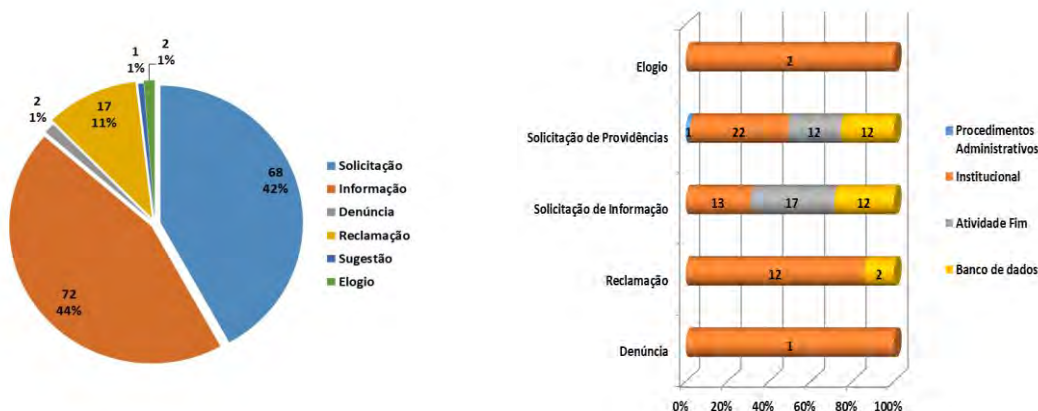 2
1%
1
1%
2
1%
17
11%
68
42%
72
44%
Solicitação
Informação
Denúncia
Reclamação
Sugestão
Elogio
Elogio
2
Solicitação de Providências
1 22 12 12
Solicitação de Informação
13 17 12
Reclamação
12 2
Denúncia
1
0% 20% 40% 60% 80% 100%
Procedimentos
Administrativos
Institucional
Atividade Fim
Banco de dados